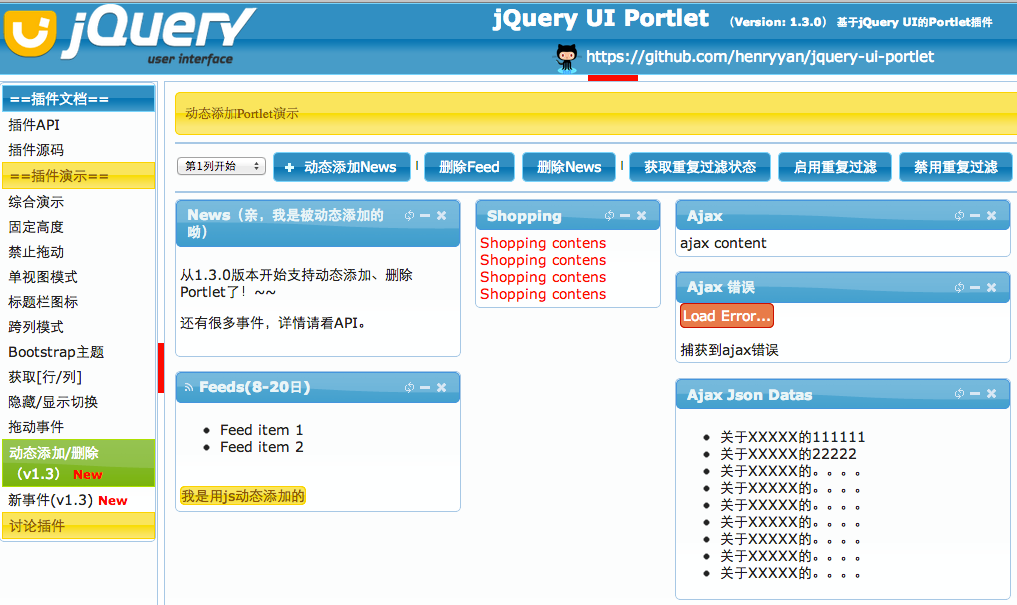 jQuery
user interface
jQuery UI Portlet (Version: 1.3.0) 基于jQuery UI的Portlet插件
https://github.com/henryyan/jquery-ui-portlet
==插件文档==
插件API
插件源码
==插件演示==
综合演示
固定高度
禁止拖动
单视图模式
标题栏图标
跨列模式
Bootstrap主题
获取[行/列]
隐藏/显示切换
拖动事件
动态添加/删除
(v1.3) New
新事件(v1.3) New
讨论插件
动态添加Portlet演示
第1列开始 动态添加News 删除Feed 删除News 获取重复过滤状态 启用重复过滤 禁用重复过滤
News（亲，我是被动态添加的
呦）
从1.3.0版本开始支持动态添加、删除
Portlet了！~~
还有很多事件，详情请看API。
Feeds(8-20日)
Feed item 1
Feed item 2
我是用js动态添加的
Shopping
Shopping contens
Shopping contens
Shopping contens
Shopping contens
Ajax
ajax content
Ajax 错误
Load Error...
捕获到ajax错误
Ajax Json Datas
关于XXXXX的111111
关于XXXXX的22222
关于XXXXX的。。。。
关于XXXXX的。。。。
关于XXXXX的。。。。
关于XXXXX的。。。。
关于XXXXX的。。。。
关于XXXXX的。。。。
关于XXXXX的。。。。